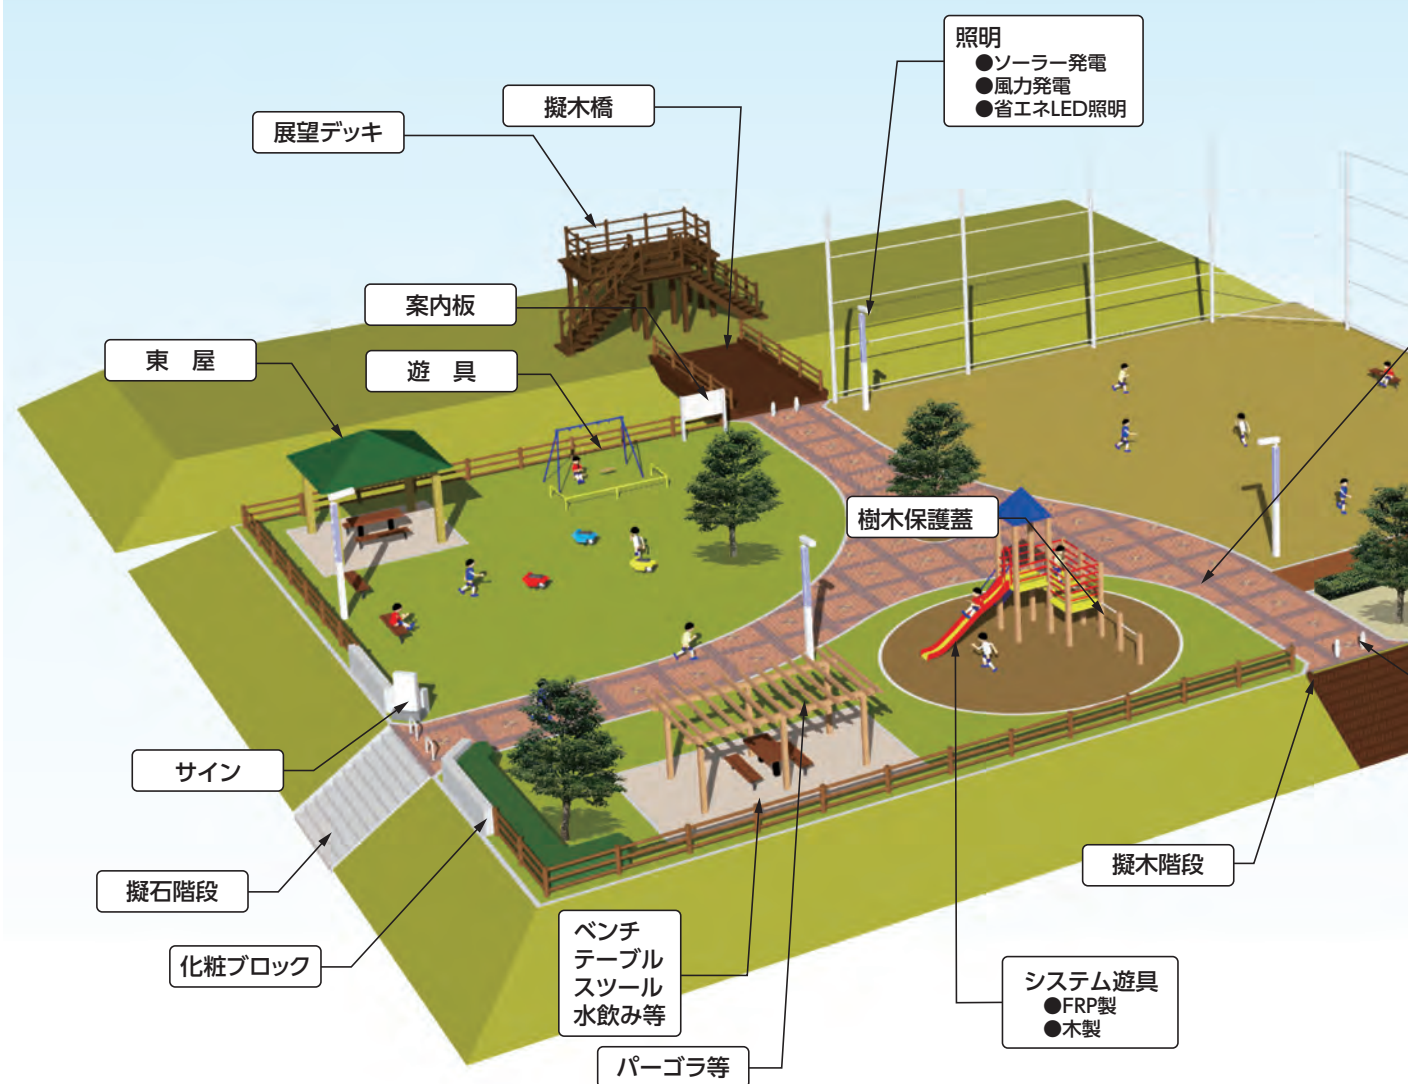 照明
●ソーラー発電
●風力発電
●省エネLED照明
擬木橋
展望デッキ
案内板
東　屋
遊　具
樹木保護蓋
サイン
擬石階段
化粧ブロック
ベンチ
テーブル
スツール
水飲み等
パーゴラ等
擬木階段
システム遊具
●FRP製
●木製